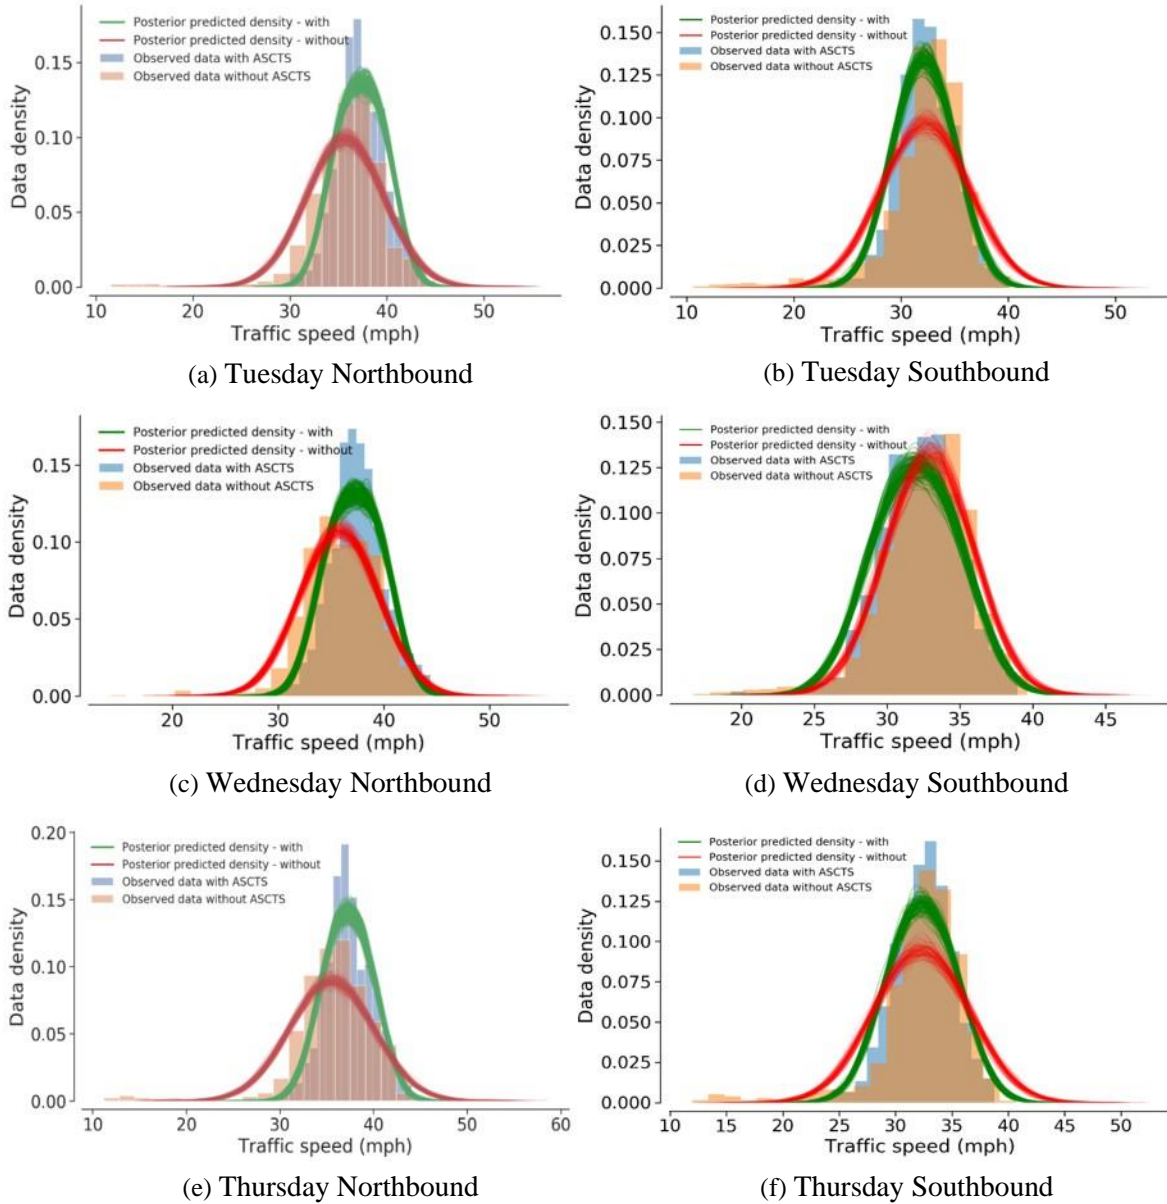 Posterior predicted density - with
Posterior predicted density - without
Observed data with ASCTS
Observed data without ASCTS
0.15
0.10
0.05
0.00
Data density
10 20 30 40 50
Traffic speed (mph)
(a) Tuesday Northbound
Posterior predicted density - with
Posterior predicted density - without
Observed data with ASCTS
Observed data without ASCTS
0.150
0.125
0.100
0.075
0.050
0.025
0.000
Data density
10 20 30 40 50
Traffic speed (mph)
(b) Tuesday Southbound
Posterior predicted density - with
Posterior predicted density - without
Observed data with ASCTS
Observed data without ASCTS
0.15
0.10
0.05
0.00
Data density
20 30 40 50
Traffic speed (mph)
(c) Wednesday Northbound
Posterior predicted density - with
Posterior predicted density - without
Observed data with ASCTS
Observed data without ASCTS
0.150
0.125
0.100
0.075
0.050
0.025
0.000
Data density
20 25 30 35 40 45
Traffic speed (mph)
(d) Wednesday Southbound
Posterior predicted density - with
Posterior predicted density - without
Observed data with ASCTS
Observed data without ASCTS
0.20
0.15
0.10
0.05
0.00
Data density
10 20 30 40 50 60
Traffic speed (mph)
(e) Thursday Northbound
Posterior predicted density - with
Posterior predicted density - without
Observed data with ASCTS
Observed data without ASCTS
0.150
0.125
0.100
0.075
0.050
0.025
0.000
Data density
10 12 20 25 30 35 40 45 50
Traffic speed (mph)
(f) Thursday Southbound